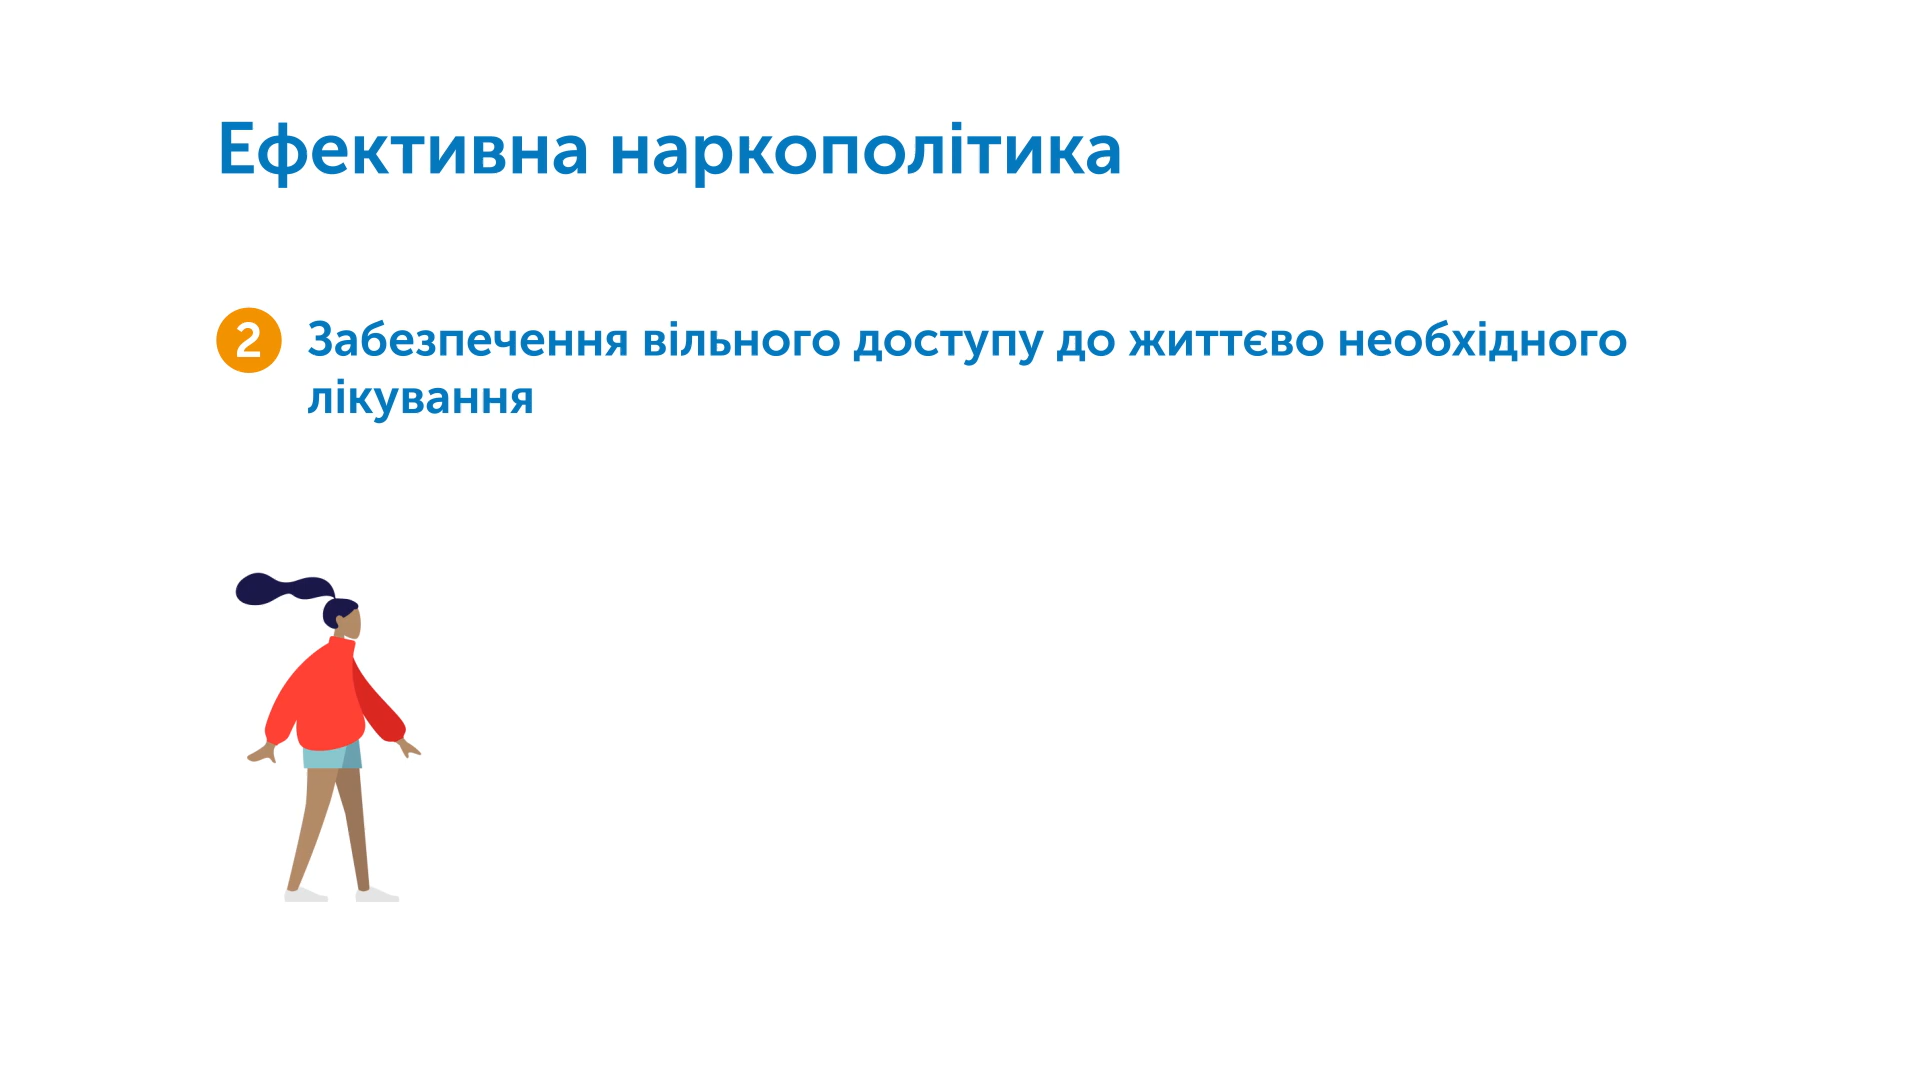 Ефективна наркополітика
2 Забезпечення вільного доступу до життєво необхідного
лікування